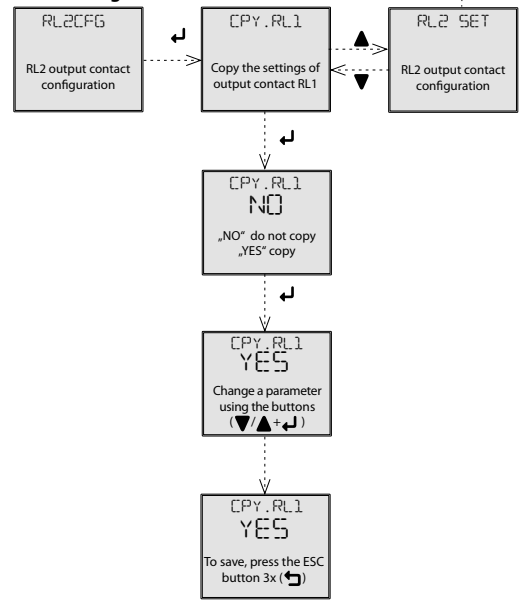 RL2CFG
RL2 output contact
configuration
CPY.RL1
Copy the settings of
output contact RL1
RL2 SET
RL2 output contact
configuration
CPY.RL1
NO
„NO“ do not copy
„YES“ copy
CPY.RL1
YES
Change a parameter
using the buttons
(▼/▲+↵)
CPY.RL1
YES
To save, press the ESC
button 3x (⮌)